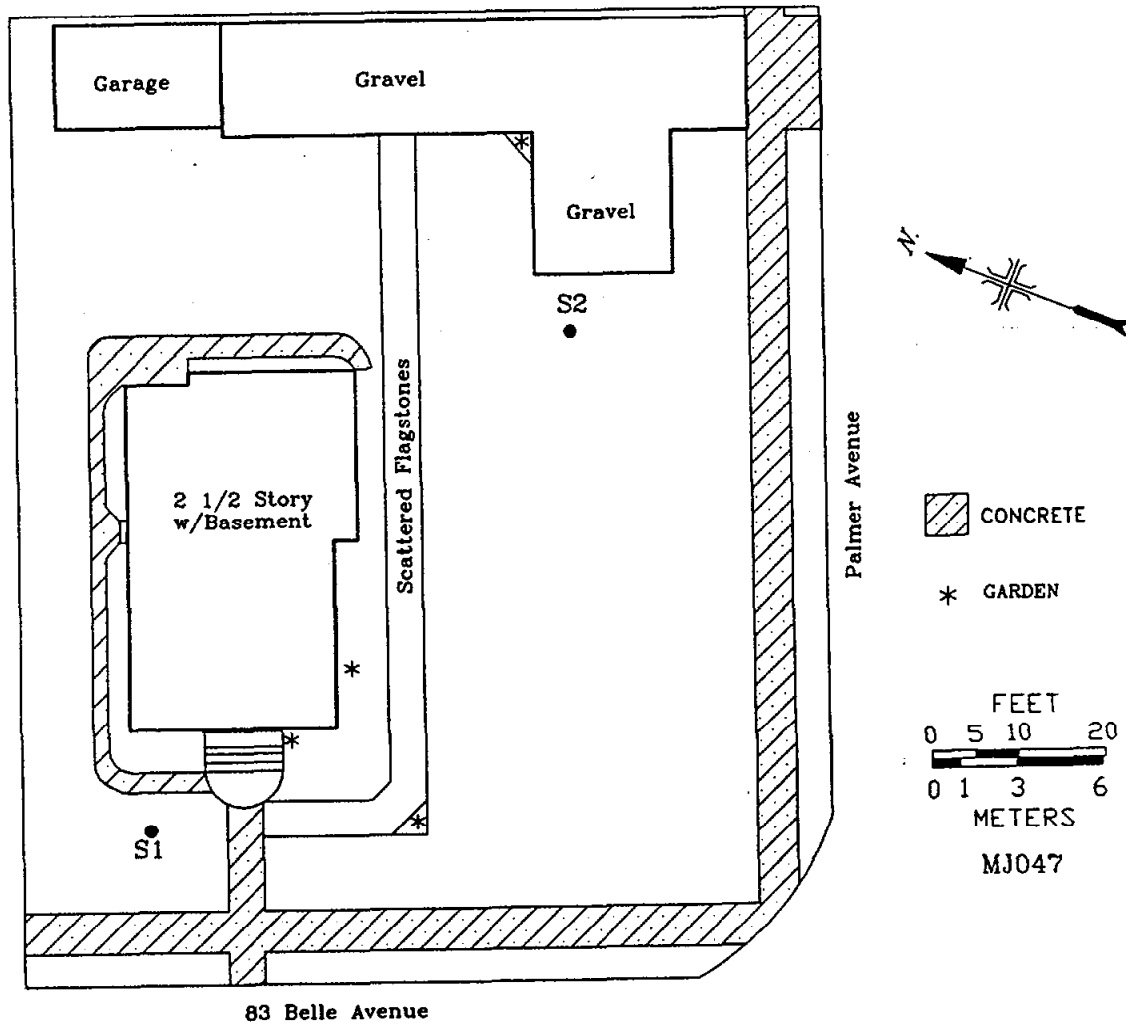 Garage
Gravel
*
Gravel
N.
S2
Scattered Flagstones
Palmer Avenue
2 1/2 Story
w/Basement
CONCRETE
* GARDEN
*
*
FEET
0 5 10 20
0 1 3 6
METERS
*
S1
MJ047
83 Belle Avenue